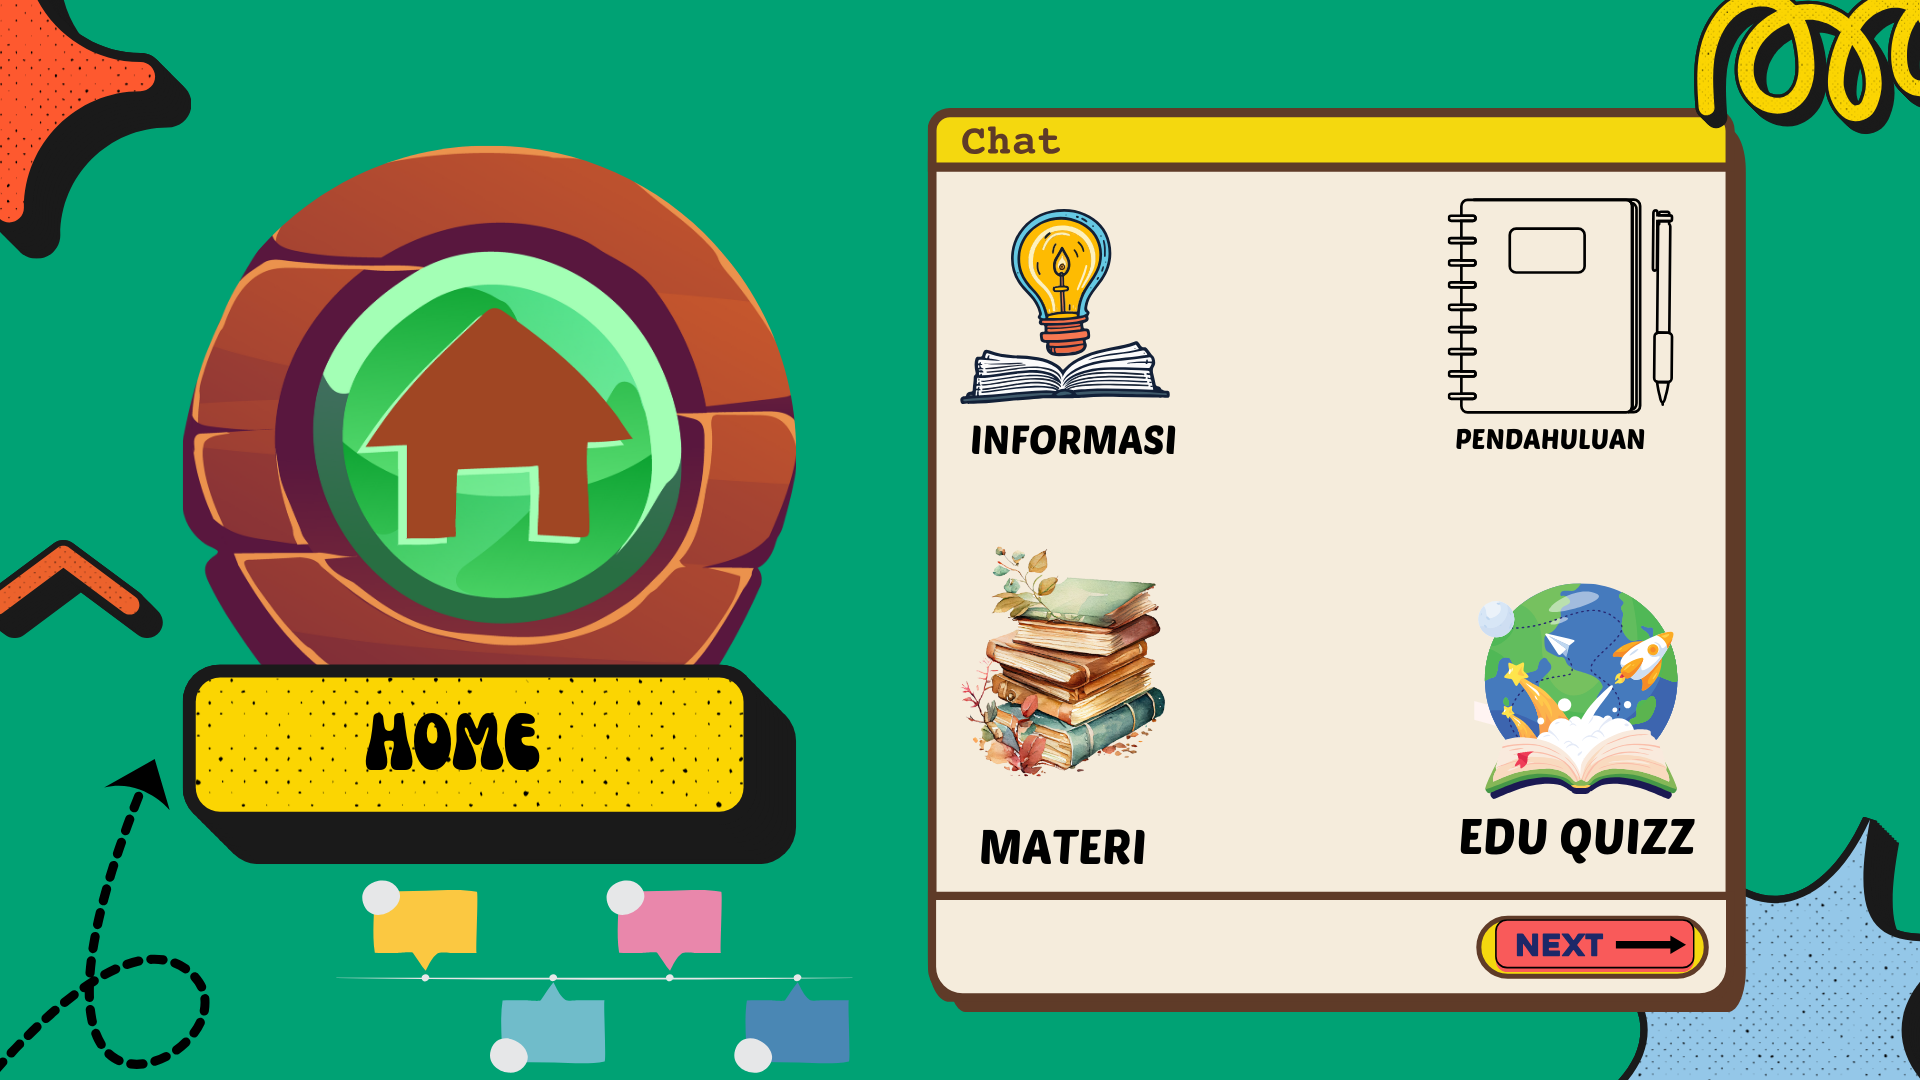 Chat
INFORMASI
PENDAHULUAN
HOME
MATERI
EDU QUIZZ
NEXT